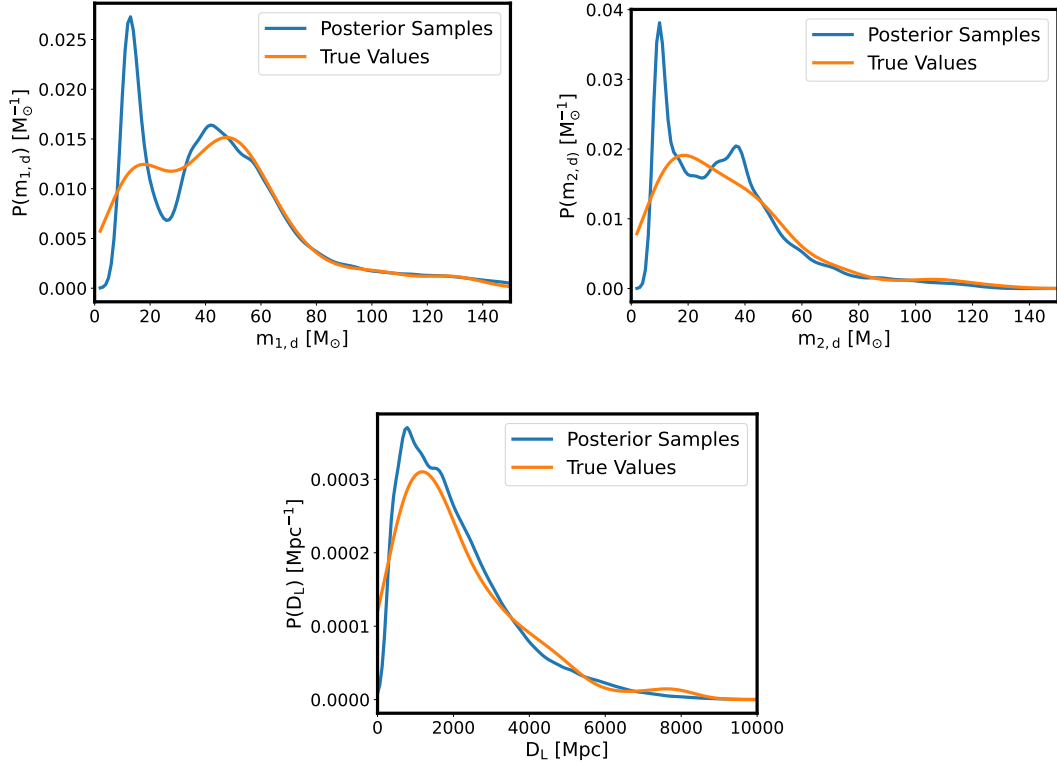 P(m1,d) [M⊙^-1]
0.025
0.020
0.015
0.010
0.005
0.000
Posterior Samples
True Values
0 20 40 60 80 100 120 140
m1,d [M⊙]
P(m2,d) [M⊙^-1]
0.04
0.03
0.02
0.01
0.00
Posterior Samples
True Values
0 20 40 60 80 100 120 140
m2,d [M⊙]
P(DL) [Mpc^-1]
0.0003
0.0002
0.0001
0.0000
Posterior Samples
True Values
0 2000 4000 6000 8000 10000
DL [Mpc]